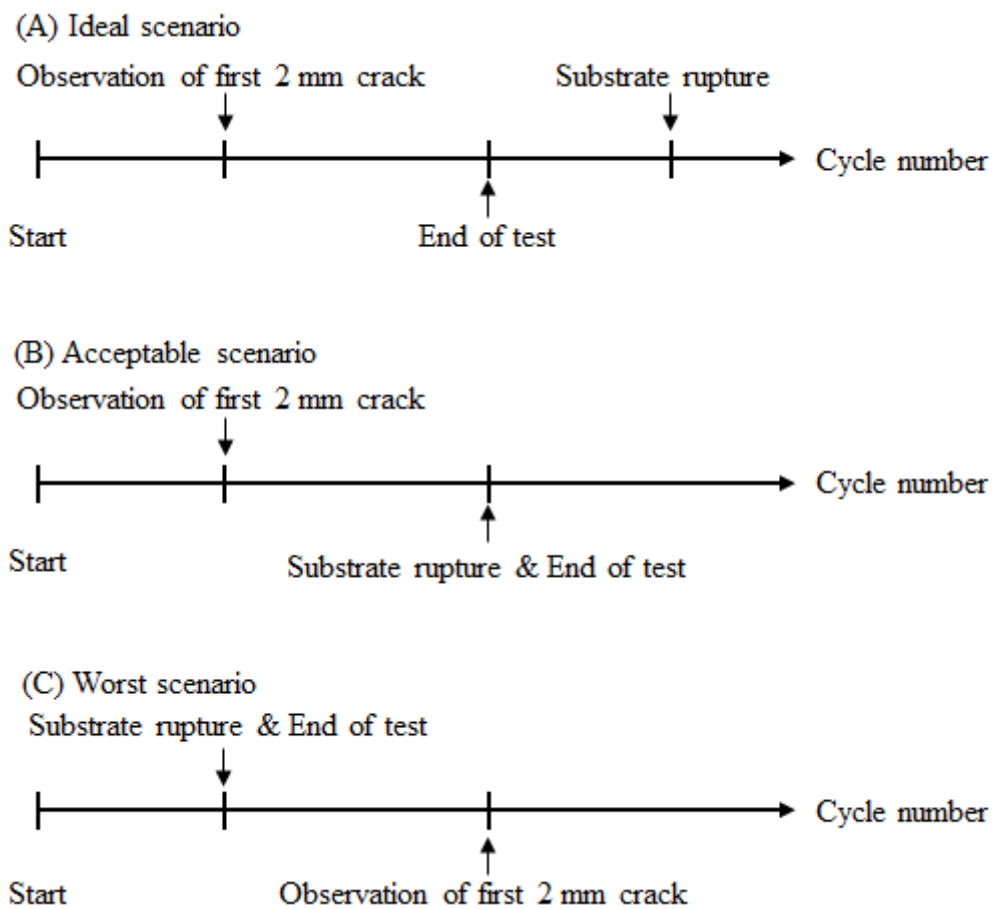 (A) Ideal scenario
Observation of first 2 mm crack
Substrate rupture
Cycle number
Start
End of test
(B) Acceptable scenario
Observation of first 2 mm crack
Cycle number
Start
Substrate rupture & End of test
(C) Worst scenario
Substrate rupture & End of test
Cycle number
Start
Observation of first 2 mm crack